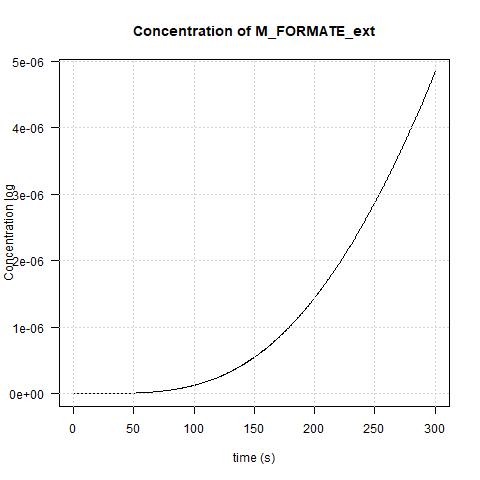 Concentration of M_FORMATE_ext
5e-06
4e-06
3e-06
2e-06
1e-06
0e+00
Concentration log
0 50 100 150 200 250 300
time (s)